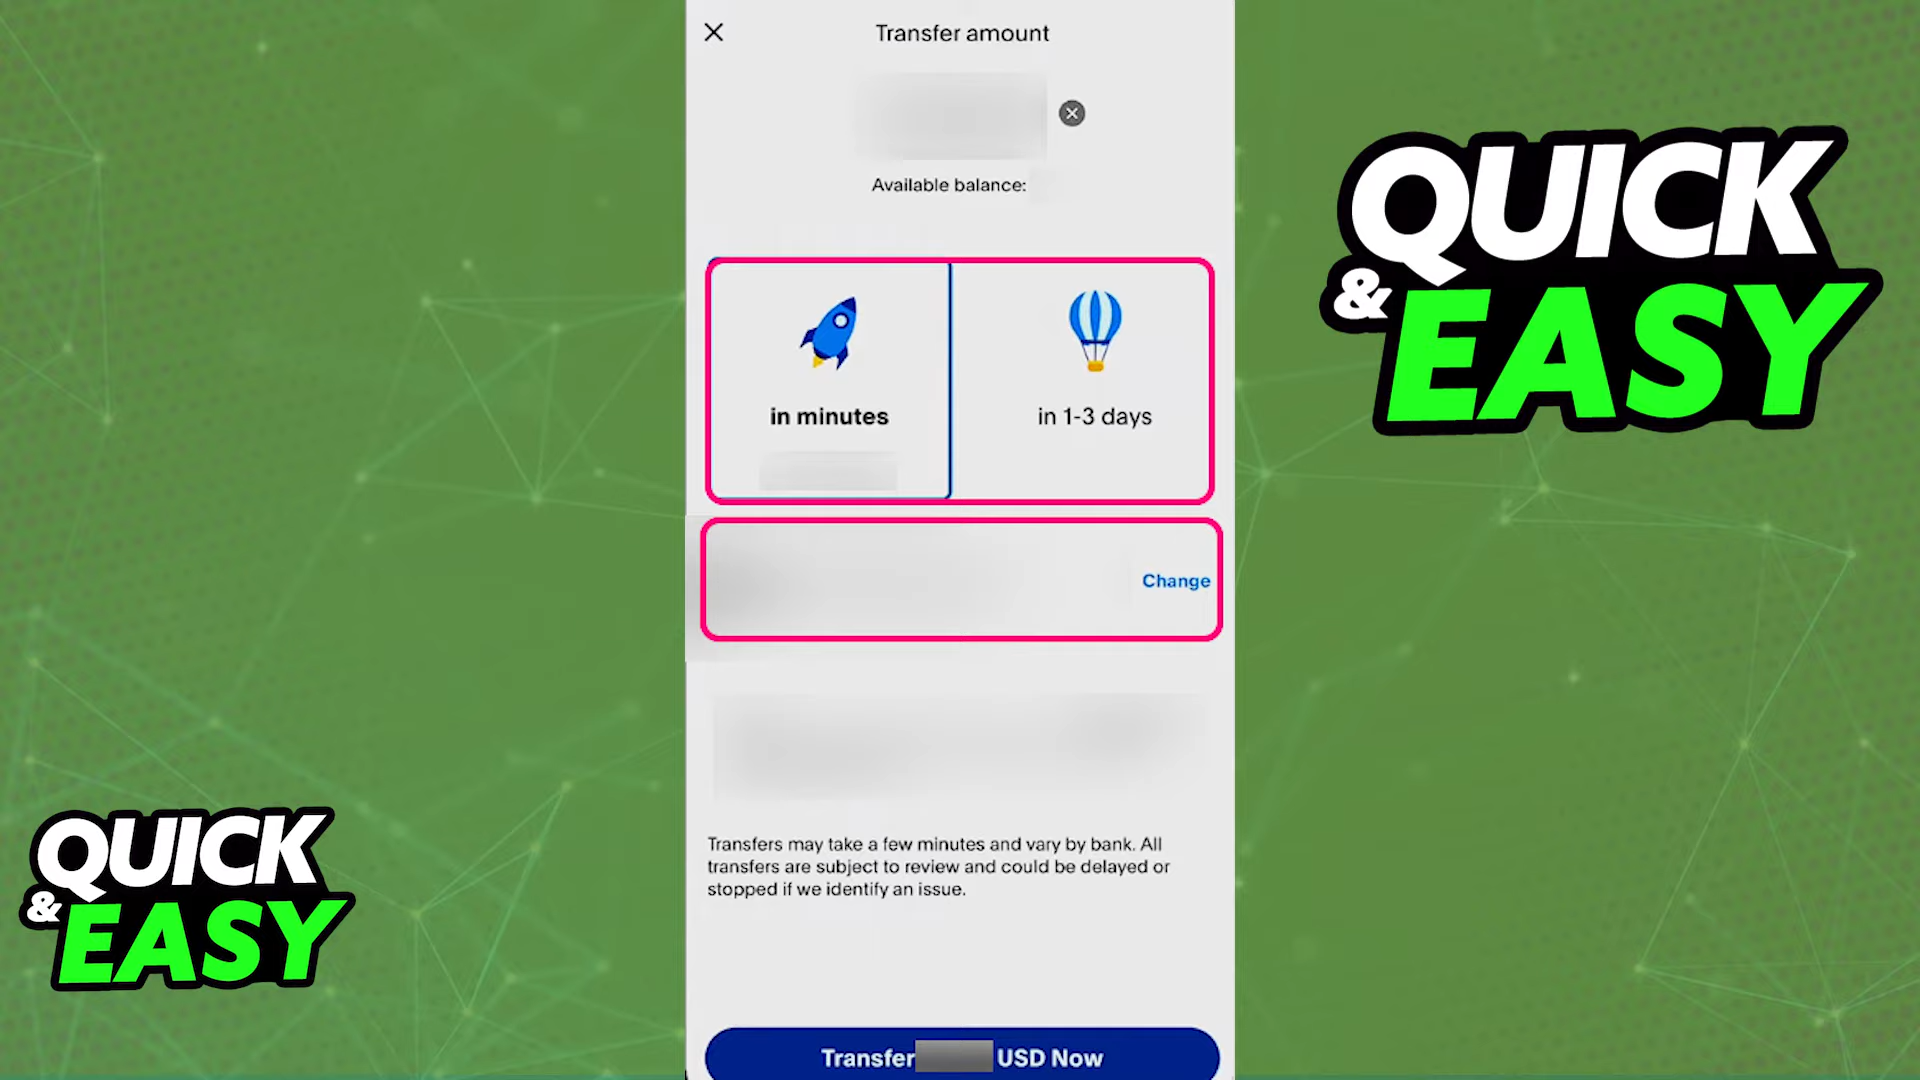 Transfer amount
Available balance:
in minutes
in 1-3 days
Change
Transfers may take a few minutes and vary by bank. All
transfers are subject to review and could be delayed or
stopped if we identify an issue.
Transfer USD Now
QUICK
& EASY
QUICK
& EASY